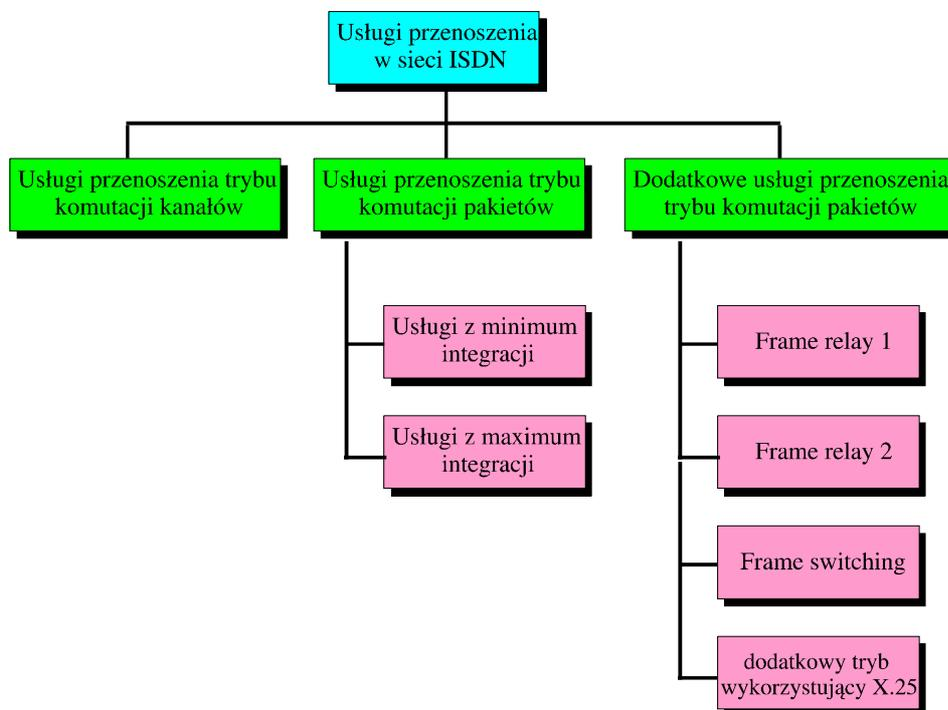 Usługi przenoszenia
w sieci ISDN
Usługi przenoszenia trybu
komutacji kanałów
Usługi przenoszenia trybu
komutacji pakietów
Dodatkowe usługi przenoszenia
trybu komutacji pakietów
Usługi z minimum
integracji
Usługi z maximum
integracji
Frame relay 1
Frame relay 2
Frame switching
dodatkowy tryb
wykorzystujący X.25